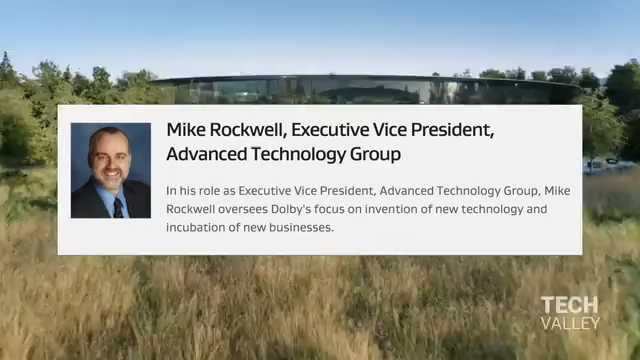 Mike Rockwell, Executive Vice President,
Advanced Technology Group
In his role as Executive Vice President, Advanced Technology Group, Mike
Rockwell oversees Dolby's focus on invention of new technology and
incubation of new businesses.
TECH
VALLEY